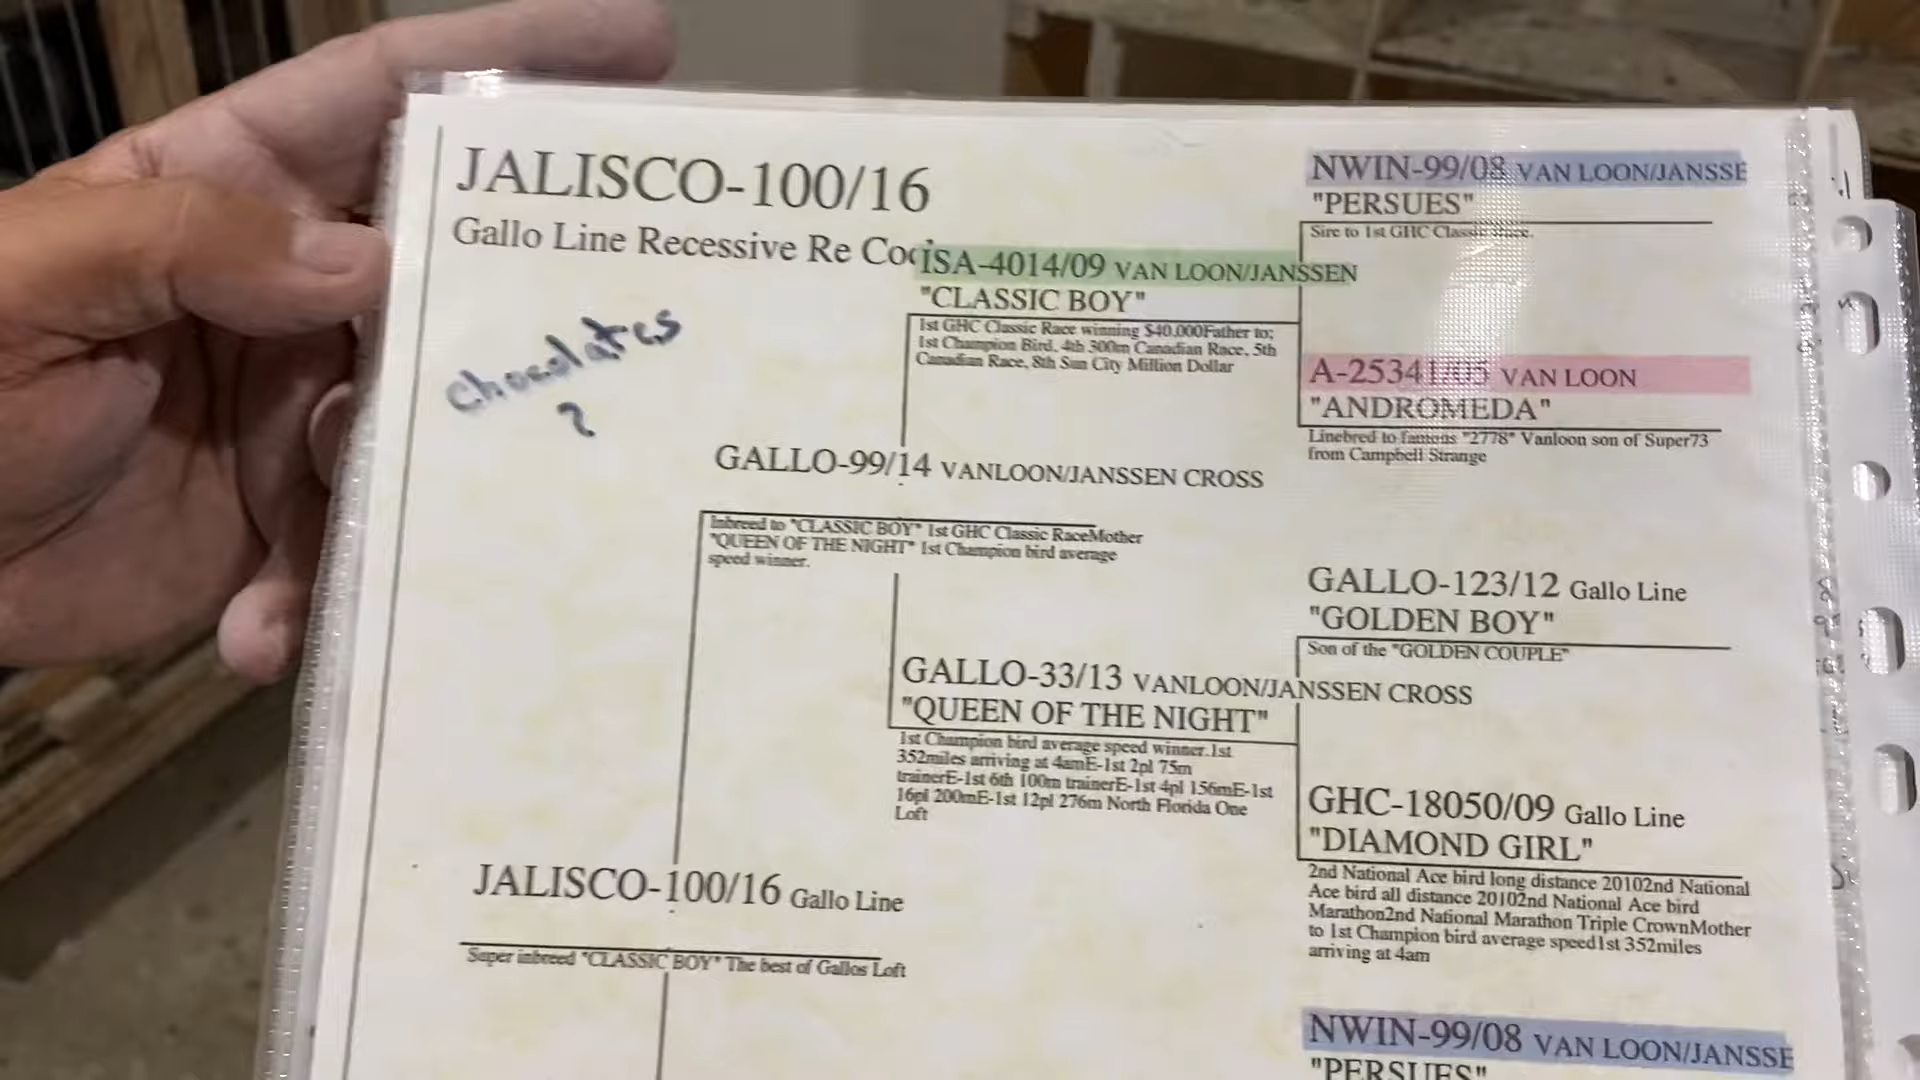 JALISCO-100/16
Gallo Line Recessive Re Coc
chocolates
?
ISA-4014/09 VAN LOON/JANSSEN
"CLASSIC BOY"
1st GHC Classic Race winning $40,000Father to;
1st Champion Bird, 4th 300m Canadian Race, 5th
Canadian Race, 8th Sun City Million Dollar
NWIN-99/08 VAN LOON/JANSSE
"PERSUES"
Sire to 1st GHC Classic Race.
A-25341/05 VAN LOON
"ANDROMEDA"
Linebred to famous "2778" Vanloon son of Super73
from Campbell Strange
GALLO-99/14 VANLOON/JANSSEN CROSS
Inbreed to "CLASSIC BOY" 1st GHC Classic RaceMother
"QUEEN OF THE NIGHT" 1st Champion bird average
speed winner.
GALLO-123/12 Gallo Line
"GOLDEN BOY"
Son of the "GOLDEN COUPLE"
GALLO-33/13 VANLOON/JANSSEN CROSS
"QUEEN OF THE NIGHT"
1st Champion bird average speed winner.1st
352miles arriving at 4amE-1st 2pl 75m
trainerE-1st 6th 100m trainerE-1st 4pl 156mE-1st
16pl 200mE-1st 12pl 276m North Florida One
Loft
GHC-18050/09 Gallo Line
"DIAMOND GIRL"
2nd National Ace bird long distance 20102nd National
Ace bird all distance 20102nd National Ace bird
Marathon2nd National Marathon Triple CrownMother
to 1st Champion bird average speed1st 352miles
arriving at 4am
JALISCO-100/16 Gallo Line
Super inbreed "CLASSIC BOY" The best of Gallos Loft
NWIN-99/08 VAN LOON/JANSSE
"PERSUES"